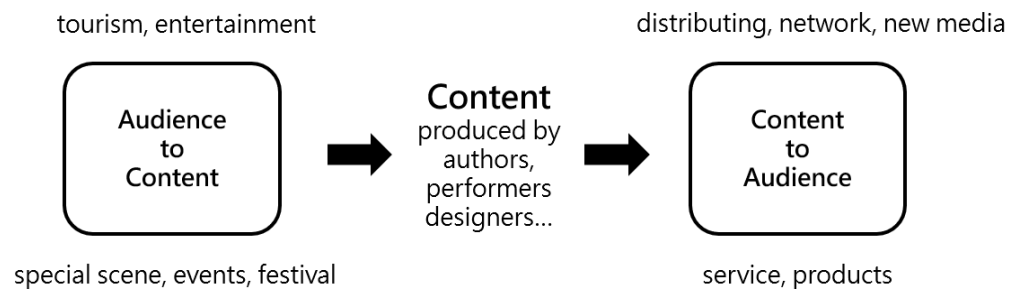 tourism, entertainment
distributing, network, new media
Audience
to
Content
Content
produced by
authors,
performers
designers...
Content
to
Audience
special scene, events, festival
service, products